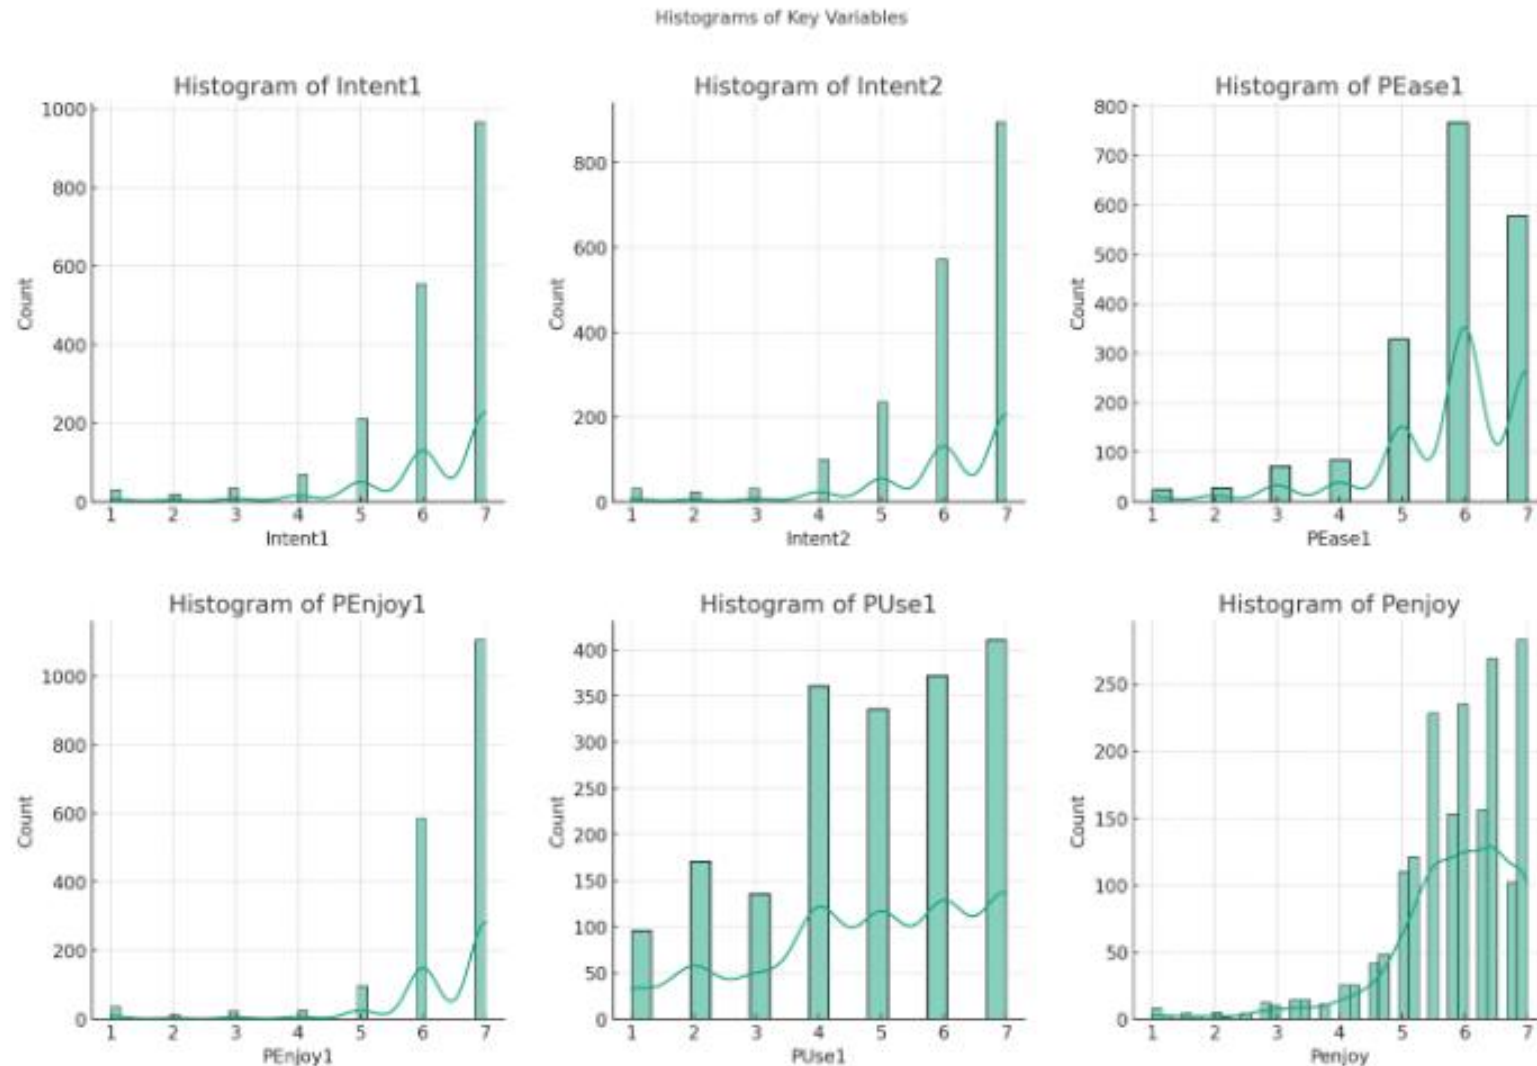 Histograms of Key Variables
Histogram of Intent1
1000
800
600
400
200
0
Count
1 2 3 4 5 6 7
Intent1
Histogram of Intent2
800
600
400
200
0
Count
1 2 3 4 5 6 7
Intent2
Histogram of PEase1
800
700
600
500
400
300
200
100
0
Count
1 2 3 4 5 6 7
PEase1
Histogram of PEnjoy1
1000
800
600
400
200
0
Count
1 2 3 4 5 6 7
PEnjoy1
Histogram of PUse1
400
350
300
250
200
150
100
50
0
Count
1 2 3 4 5 6 7
PUse1
Histogram of Penjoy
250
200
150
100
50
0
Count
1 2 3 4 5 6 7
Penjoy